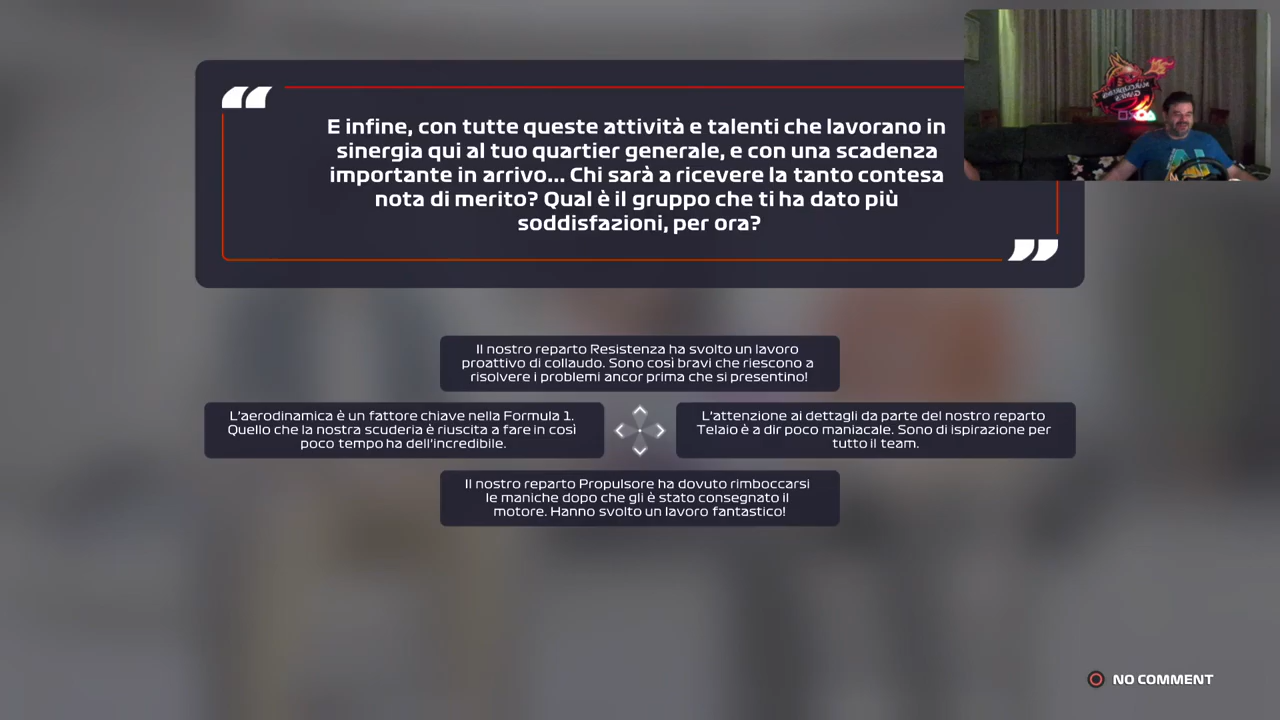 E infine, con tutte queste attività e talenti che lavorano in
sinergia qui al tuo quartier generale, e con una scadenza
importante in arrivo... Chi sarà a ricevere la tanto contesa
nota di merito? Qual è il gruppo che ti ha dato più
soddisfazioni, per ora?
Il nostro reparto Resistenza ha svolto un lavoro
proattivo di collaudo. Sono così bravi che riescono a
risolvere i problemi ancor prima che si presentino!
L'aerodinamica è un fattore chiave nella Formula 1.
Quello che la nostra scuderia è riuscita a fare in così
poco tempo ha dell'incredibile.
L'attenzione ai dettagli da parte del nostro reparto
Telaio è a dir poco maniacale. Sono di ispirazione per
tutto il team.
Il nostro reparto Propulsore ha dovuto rimboccarsi
le maniche dopo che gli è stato consegnato il
motore. Hanno svolto un lavoro fantastico!
NO COMMENT